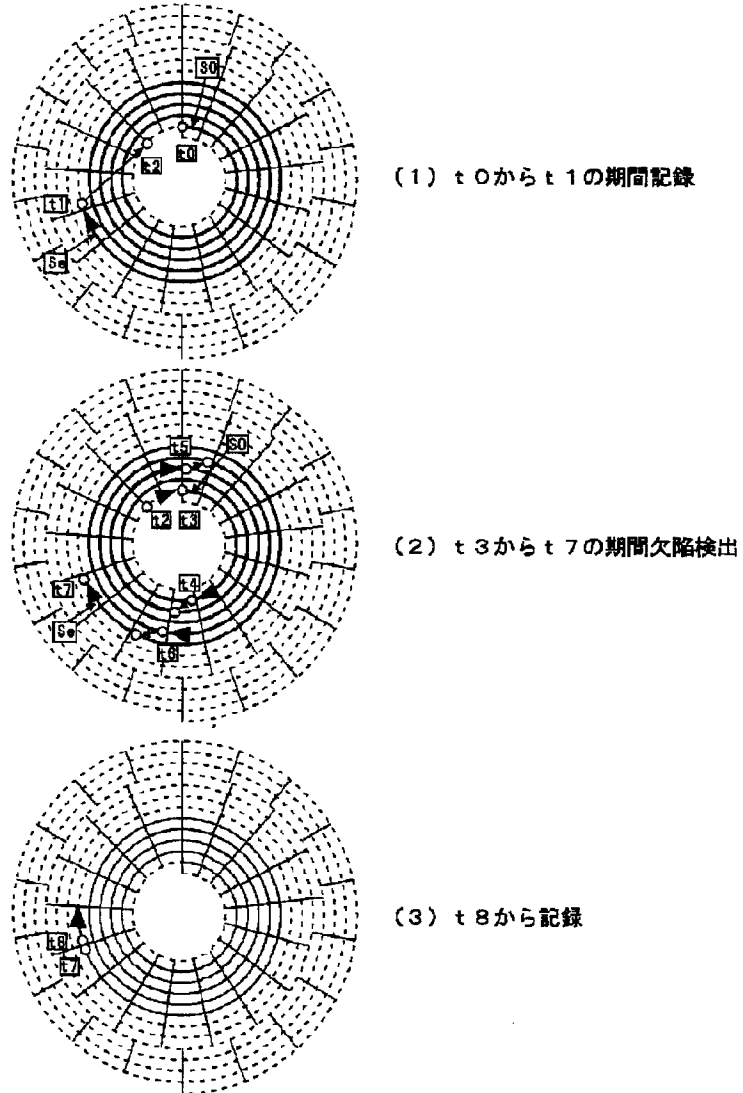 S0
t2
t0
t1
Se
(1) t0からt1の期間記録
t5
S0
t2
t3
t4
t7
Se
t6
(2) t3からt7の期間欠陥検出
t8
t7
(3) t8から記録